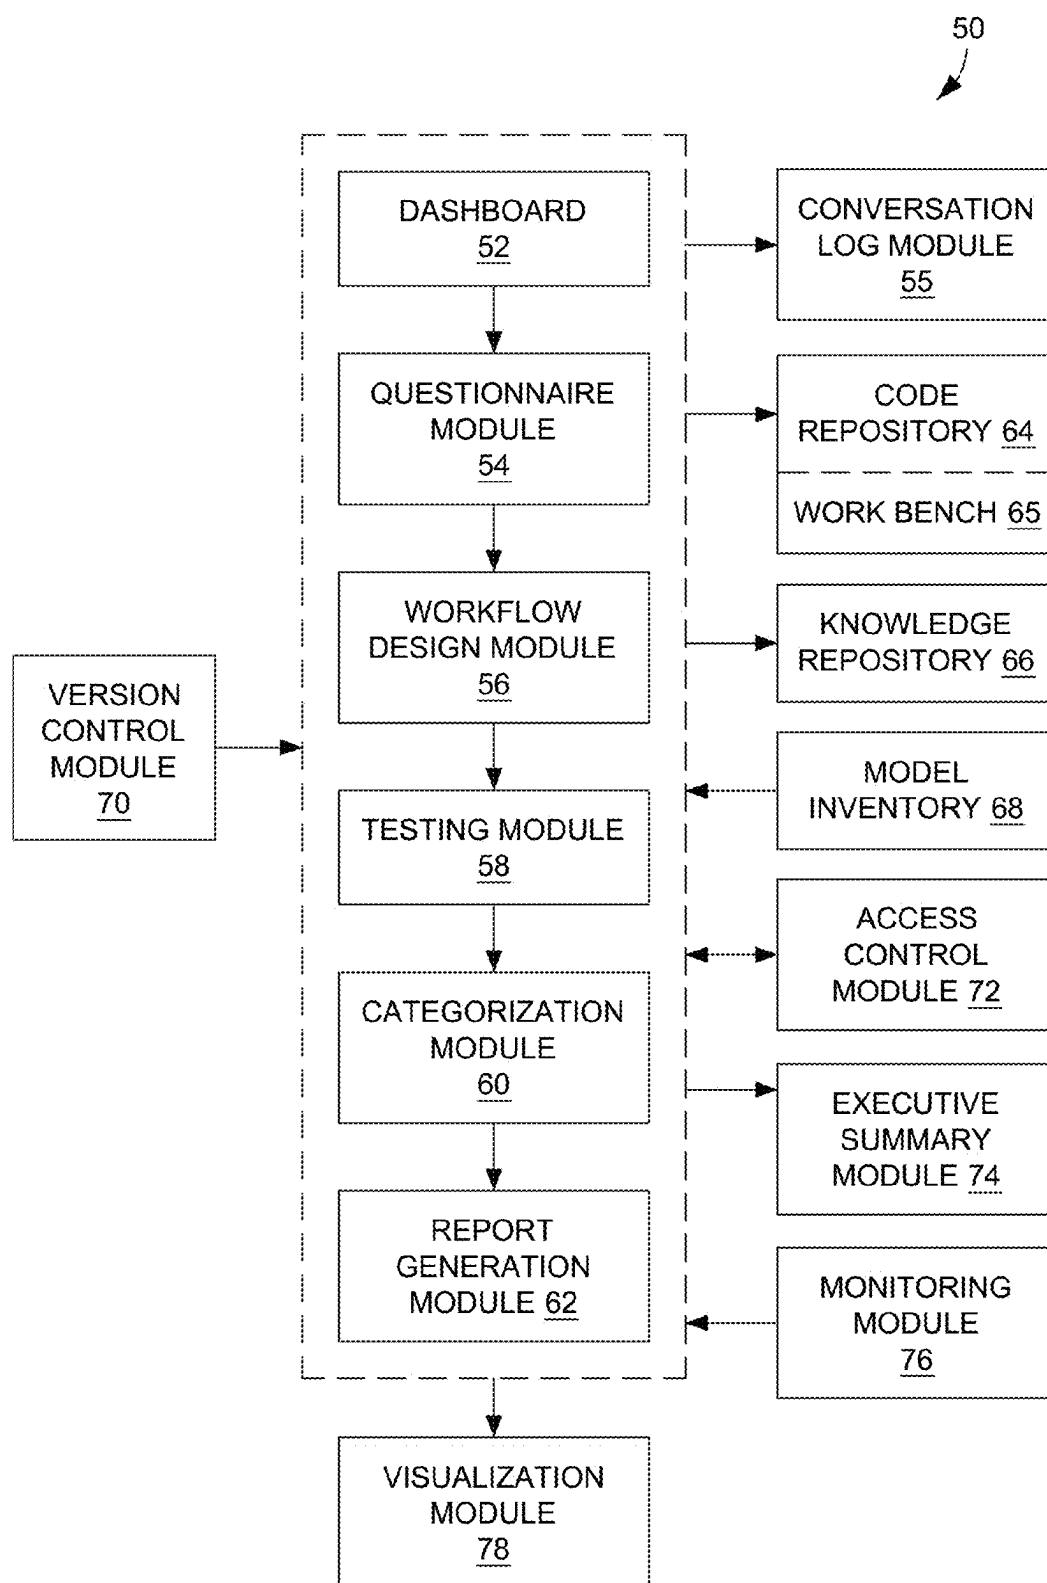 50
DASHBOARD
52
QUESTIONNAIRE
MODULE
54
WORKFLOW
DESIGN MODULE
56
TESTING MODULE
58
CATEGORIZATION
MODULE
60
REPORT
GENERATION
MODULE 62
VERSION
CONTROL
MODULE
70
CONVERSATION
LOG MODULE
55
CODE
REPOSITORY 64
WORK BENCH 65
KNOWLEDGE
REPOSITORY 66
MODEL
INVENTORY 68
ACCESS
CONTROL
MODULE 72
EXECUTIVE
SUMMARY
MODULE 74
MONITORING
MODULE
76
VISUALIZATION
MODULE
78